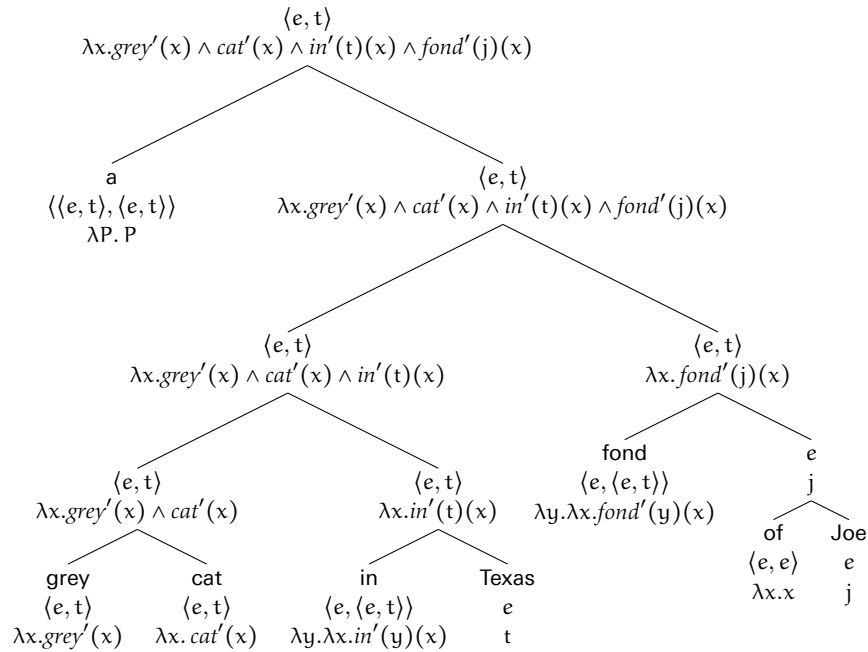 ⟨e, t⟩
λx.grey′(x) ∧ cat′(x) ∧ in′(t)(x) ∧ fond′(j)(x)
a
⟨⟨e, t⟩, ⟨e, t⟩⟩
λP. P
⟨e, t⟩
λx.grey′(x) ∧ cat′(x) ∧ in′(t)(x) ∧ fond′(j)(x)
⟨e, t⟩
λx.grey′(x) ∧ cat′(x) ∧ in′(t)(x)
⟨e, t⟩
λx.fond′(j)(x)
⟨e, t⟩
λx.grey′(x) ∧ cat′(x)
⟨e, t⟩
λx.in′(t)(x)
fond
⟨e, ⟨e, t⟩⟩
λy.λx.fond′(y)(x)
e
j
grey
⟨e, t⟩
λx.grey′(x)
cat
⟨e, t⟩
λx. cat′(x)
in
⟨e, ⟨e, t⟩⟩
λy.λx.in′(y)(x)
Texas
e
t
of
⟨e, e⟩
λx.x
Joe
e
j